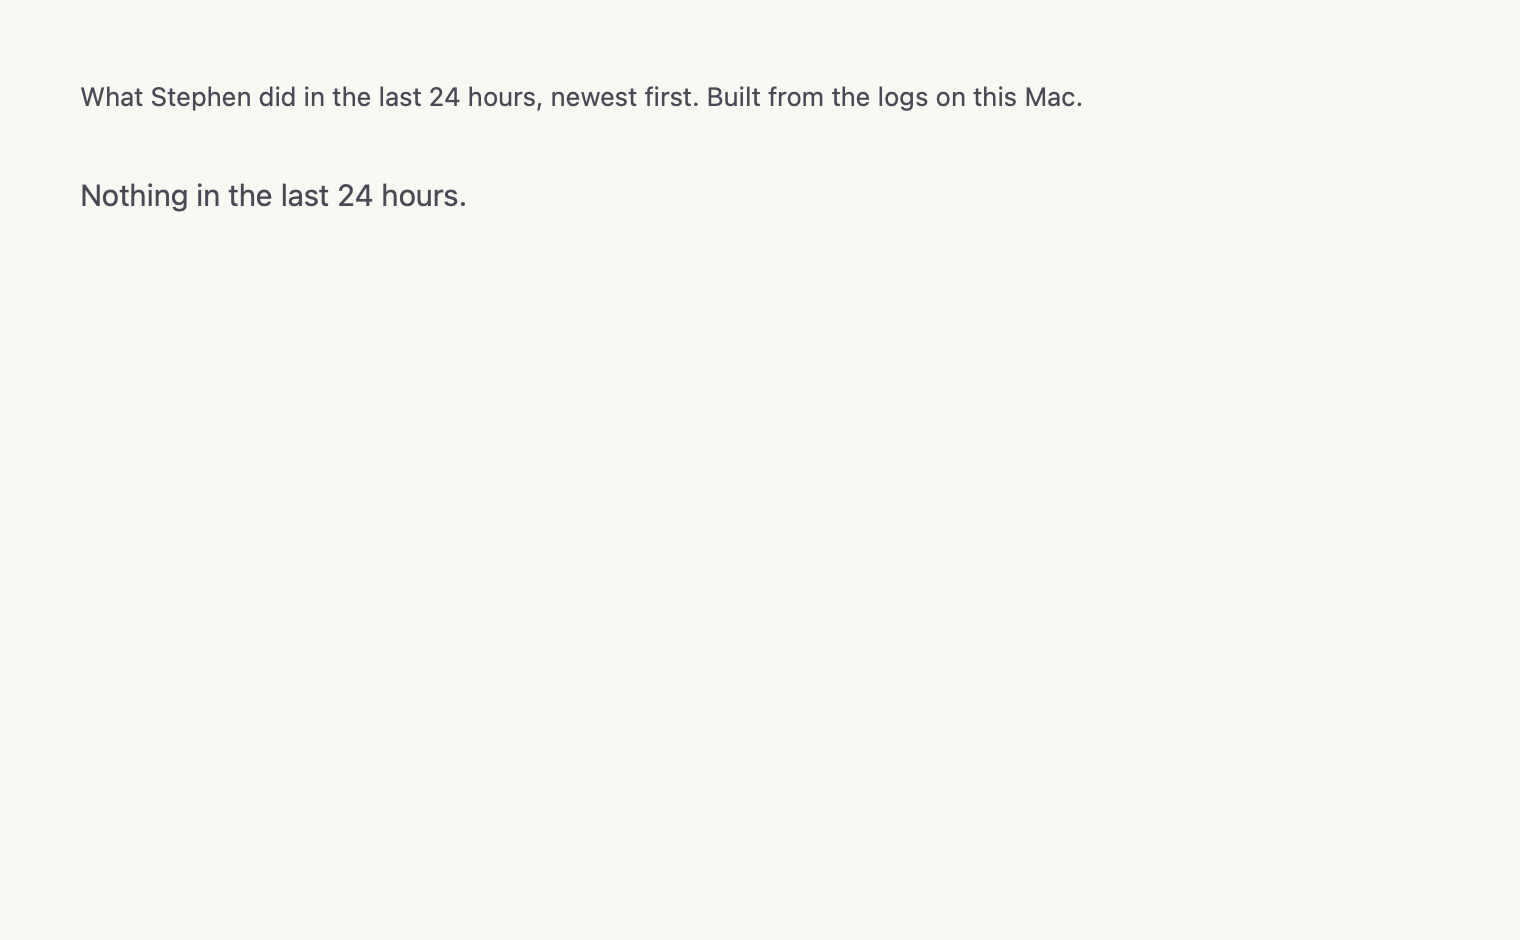 What Stephen did in the last 24 hours, newest first. Built from the logs on this Mac.
Nothing in the last 24 hours.